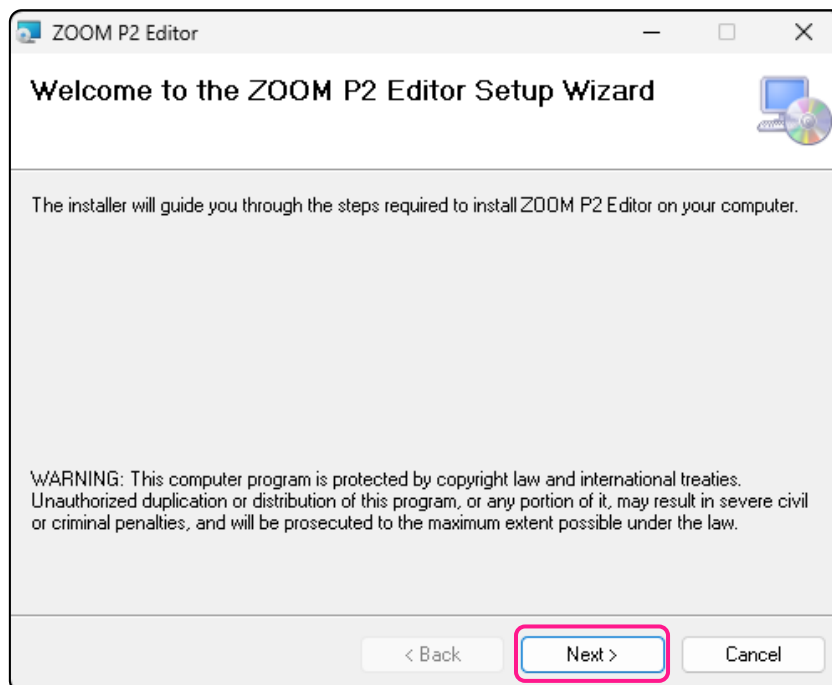 ZOOM P2 Editor
Welcome to the ZOOM P2 Editor Setup Wizard
The installer will guide you through the steps required to install ZOOM P2 Editor on your computer.
WARNING: This computer program is protected by copyright law and international treaties.
Unauthorized duplication or distribution of this program, or any portion of it, may result in severe civil
or criminal penalties, and will be prosecuted to the maximum extent possible under the law.
< Back Next > Cancel